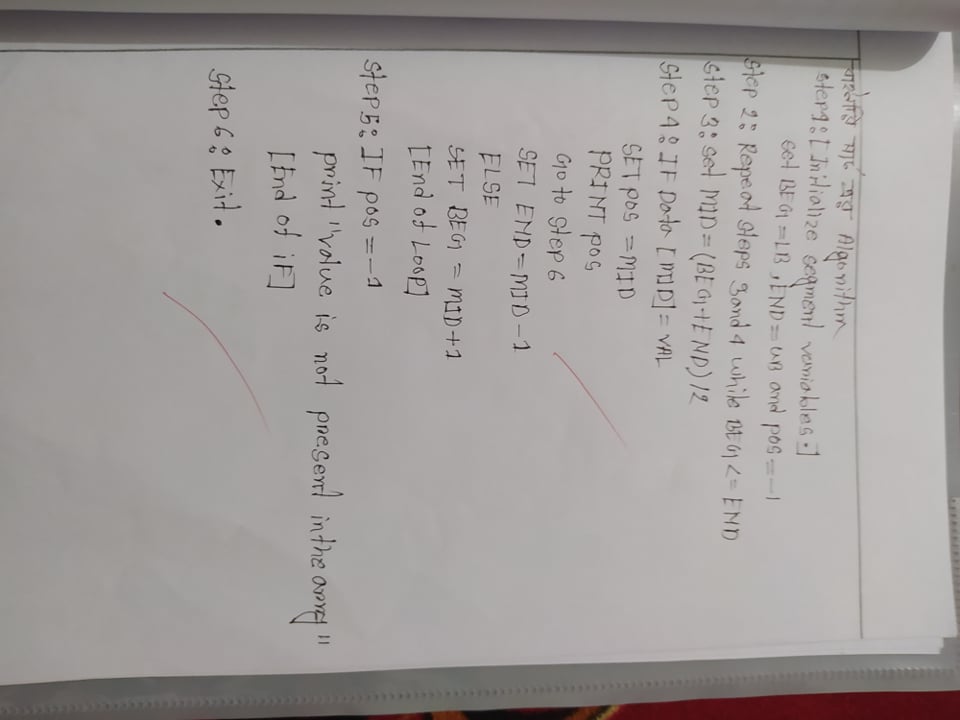 বাইনারি সার্চ এর Algorithm
Step 1: [Initialize segment variables.]
set BEG = LB, END = UB and pos = -1
Step 2: Repeat steps 3 and 4 while BEG <= END
Step 3: set MID = (BEG + END) / 2
Step 4: IF Data [MID] = VAL
SET pos = MID
PRINT pos
Go to step 6
SET END = MID - 1
ELSE
SET BEG = MID + 1
[End of Loop]
Step 5: IF pos = -1
print "value is not present in the array"
[End of iF]
Step 6: Exit.